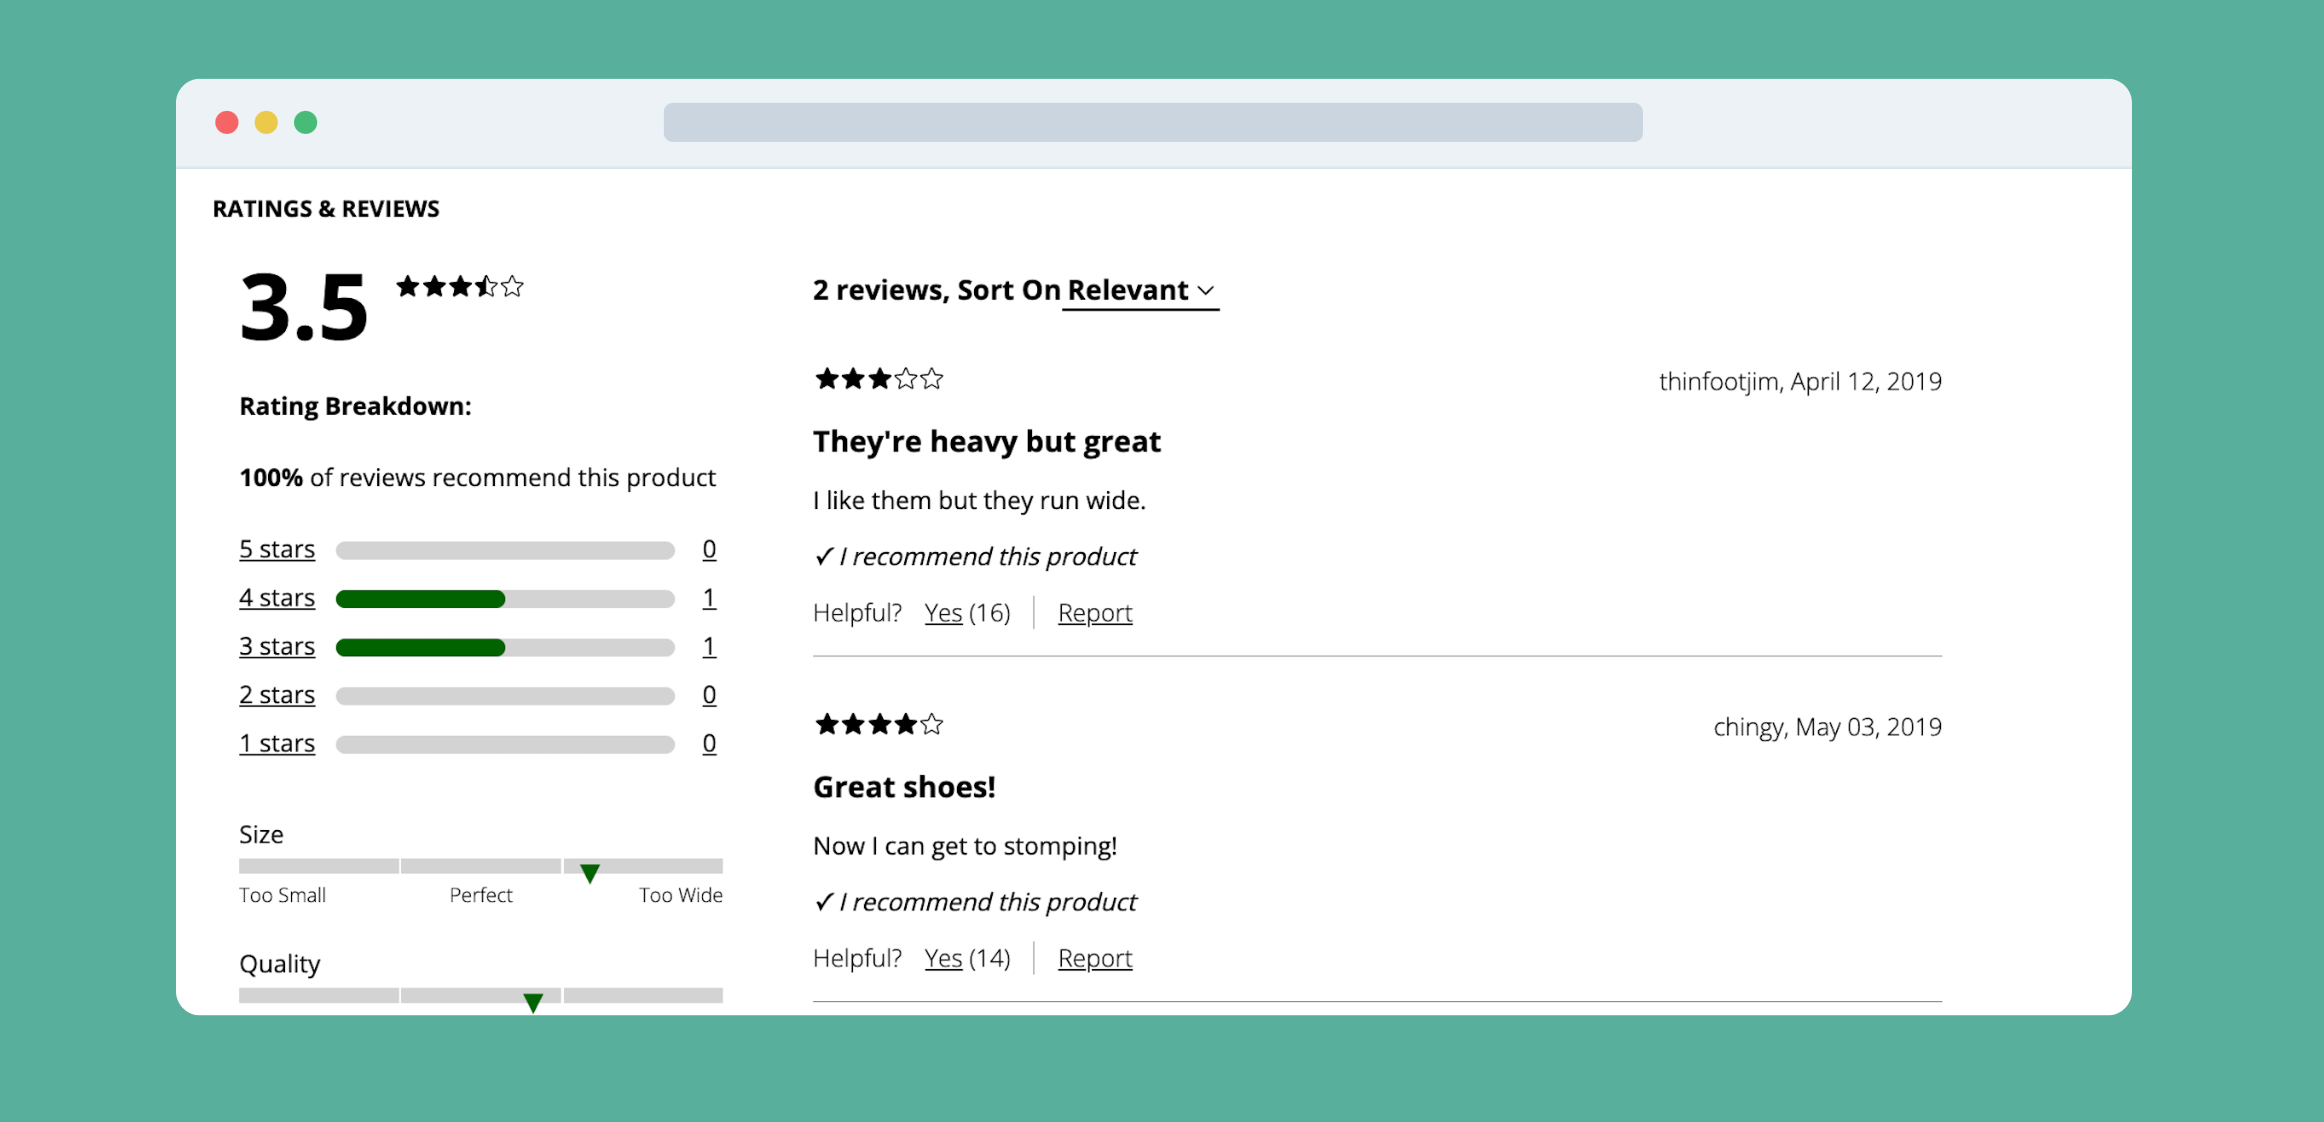 RATINGS & REVIEWS
3.5
Rating Breakdown:
100% of reviews recommend this product
5 stars 0
4 stars 1
3 stars 1
2 stars 0
1 stars 0
Size
Too Small Perfect Too Wide
Quality
2 reviews, Sort On Relevant
thinfootjim, April 12, 2019
They're heavy but great
I like them but they run wide.
✓ I recommend this product
Helpful? Yes (16) Report
chingy, May 03, 2019
Great shoes!
Now I can get to stomping!
✓ I recommend this product
Helpful? Yes (14) Report